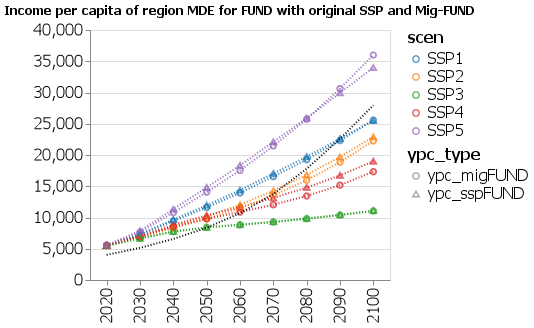 Income per capita of region MDE for FUND with original SSP and Mig-FUND
40,000
35,000
30,000
25,000
20,000
15,000
10,000
5,000
0
2020
2030
2040
2050
2060
2070
2080
2090
2100
scen
SSP1
SSP2
SSP3
SSP4
SSP5
ypc_type
ypc_migFUND
ypc_sspFUND